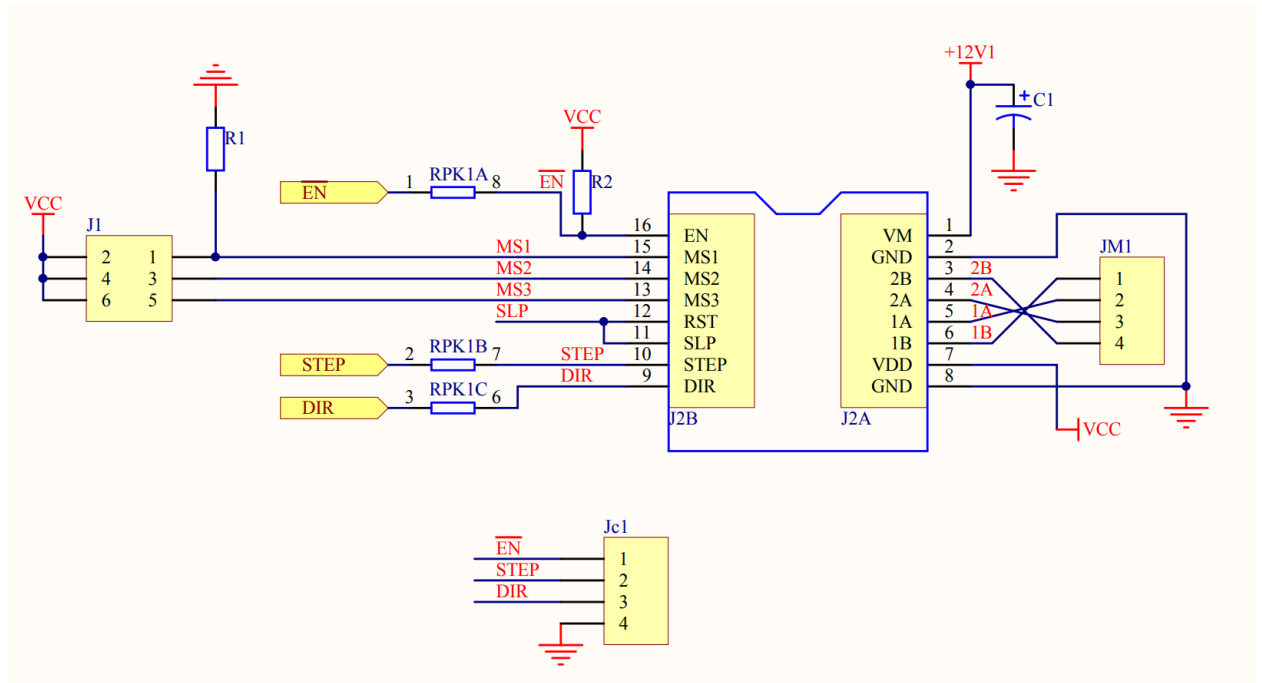 +12V1
C1
R1
VCC
RPK1A
1
8
EN
EN
R2
VCC
J1
2 1
4 3
6 5
MS1
MS2
MS3
SLP
16 EN
15 MS1
14 MS2
13 MS3
12 RST
11 SLP
10 STEP
9 DIR
VM 1
GND 2
2B 3 2B
2A 4 2A
1A 5 1A
1B 6 1B
VDD 7
GND 8
JM1
1
2
3
4
STEP 2 RPK1B 7 STEP
DIR 3 RPK1C 6 DIR
J2B
J2A
VCC
Jc1
EN 1
STEP 2
DIR 3
4